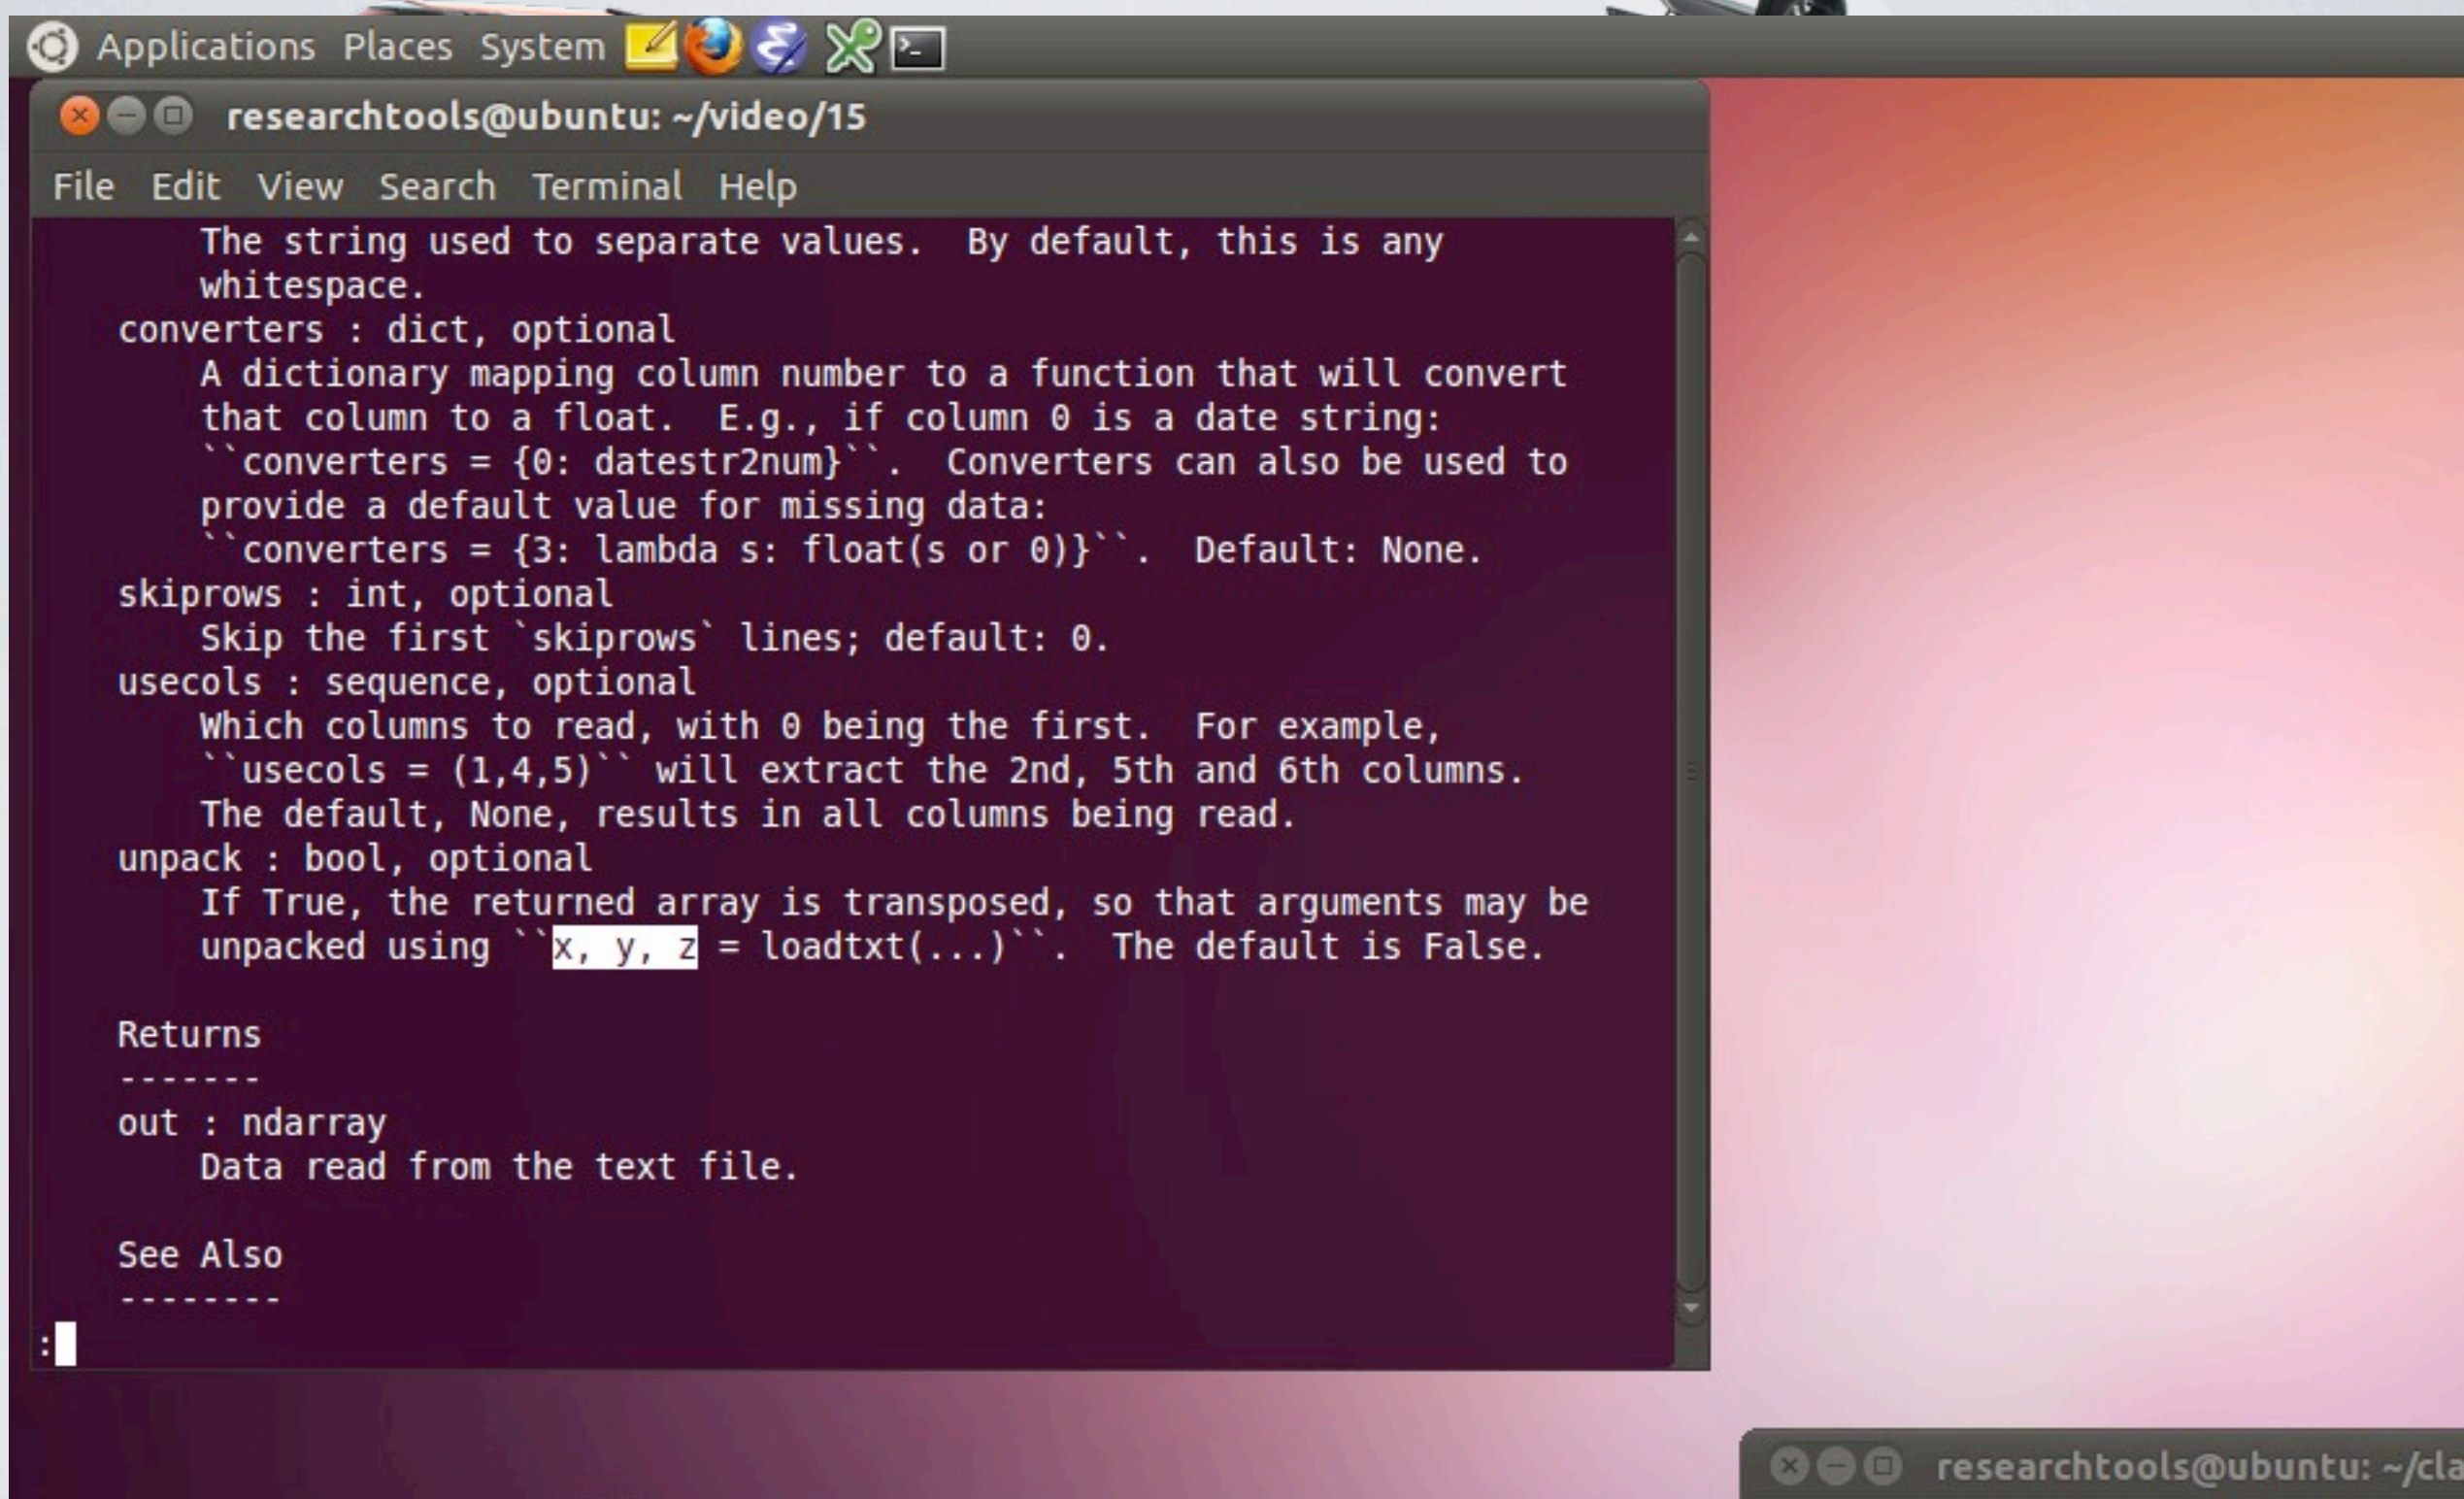 Applications Places System
researchtools@ubuntu: ~/video/15
File Edit View Search Terminal Help
The string used to separate values.  By default, this is any
whitespace.
converters : dict, optional
A dictionary mapping column number to a function that will convert
that column to a float.  E.g., if column 0 is a date string:
``converters = {0: datestr2num}``.  Converters can also be used to
provide a default value for missing data:
``converters = {3: lambda s: float(s or 0)}``.  Default: None.
skiprows : int, optional
Skip the first `skiprows` lines; default: 0.
usecols : sequence, optional
Which columns to read, with 0 being the first.  For example,
``usecols = (1,4,5)`` will extract the 2nd, 5th and 6th columns.
The default, None, results in all columns being read.
unpack : bool, optional
If True, the returned array is transposed, so that arguments may be
unpacked using ``x, y, z = loadtxt(...)``.  The default is False.
Returns
-------
out : ndarray
Data read from the text file.
See Also
--------
:
researchtools@ubuntu: ~/cla